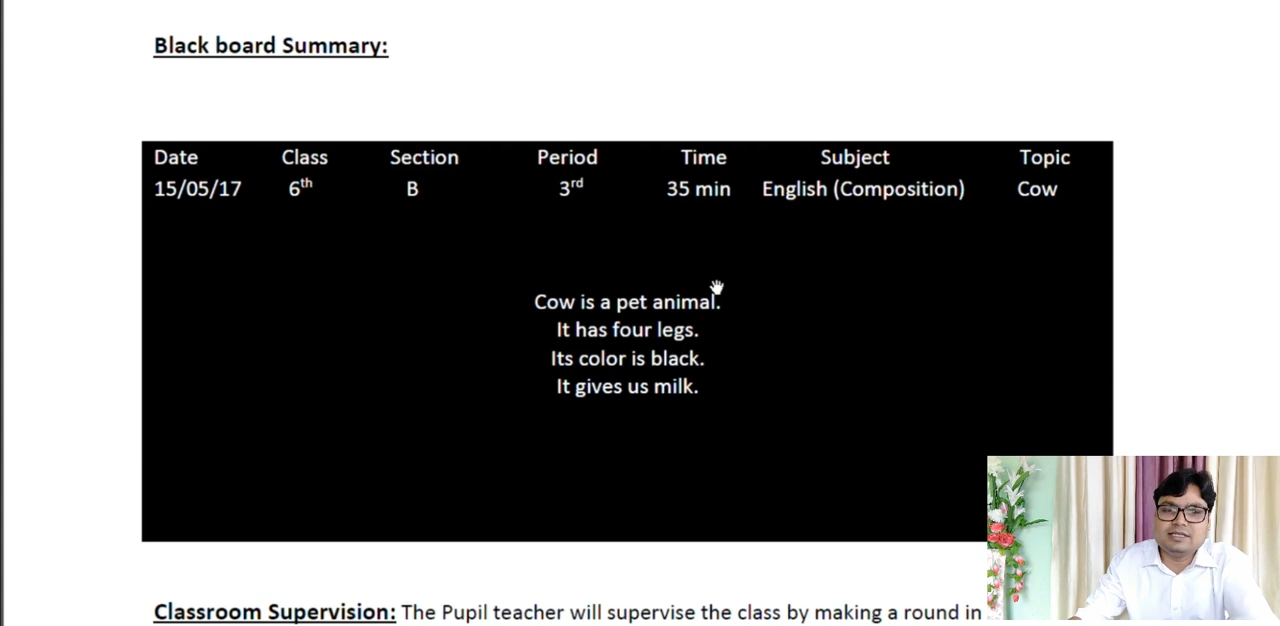 Black board Summary:
Date Class Section Period Time Subject Topic
15/05/17 6th B 3rd 35 min English (Composition) Cow
Cow is a pet animal.
It has four legs.
Its color is black.
It gives us milk.
Classroom Supervision: The Pupil teacher will supervise the class by making a round in